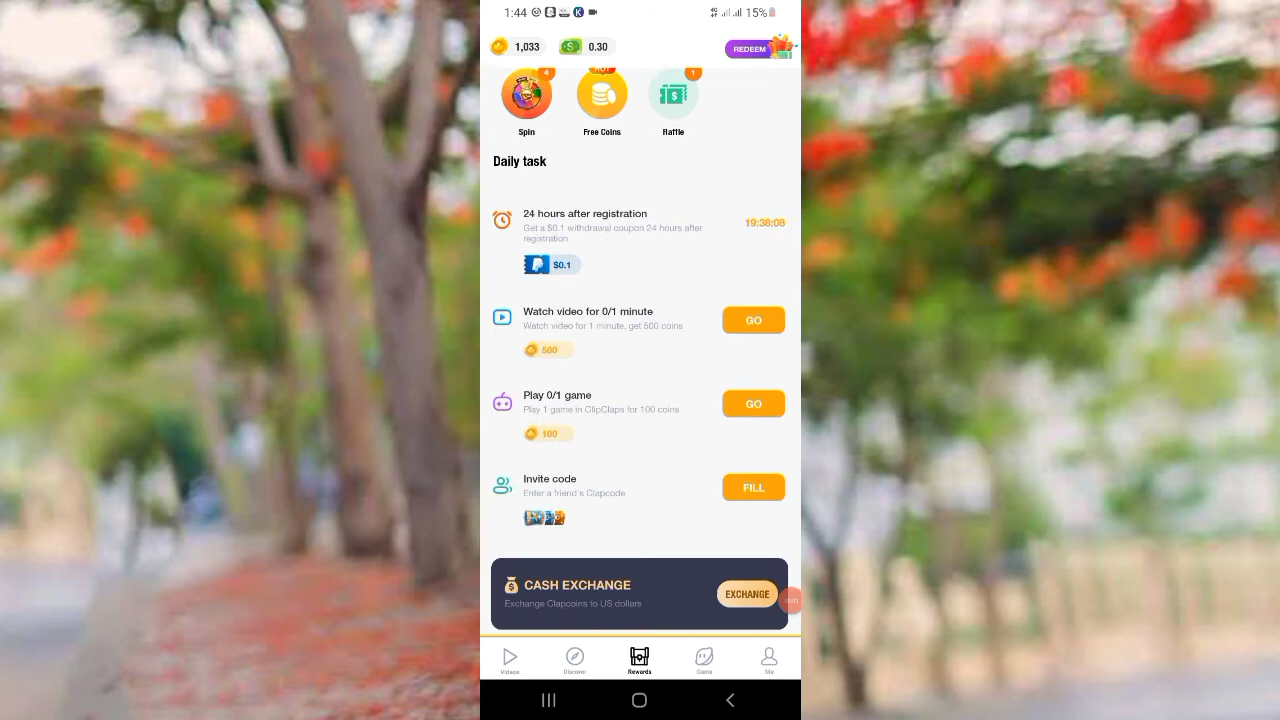 1:44
15%
1,033
0.30
REDEEM
4
HOT
1
Spin
Free Coins
Raffle
Daily task
24 hours after registration
Get a $0.1 withdrawal coupon 24 hours after
registration
19:38:08
$0.1
Watch video for 0/1 minute
Watch video for 1 minute, get 500 coins
GO
500
Play 0/1 game
Play 1 game in ClipClaps for 100 coins
GO
100
Invite code
Enter a friend's Clapcode
FILL
CASH EXCHANGE
Exchange Clapcoins to US dollars
EXCHANGE
Videos
Discover
Rewards
Game
Me